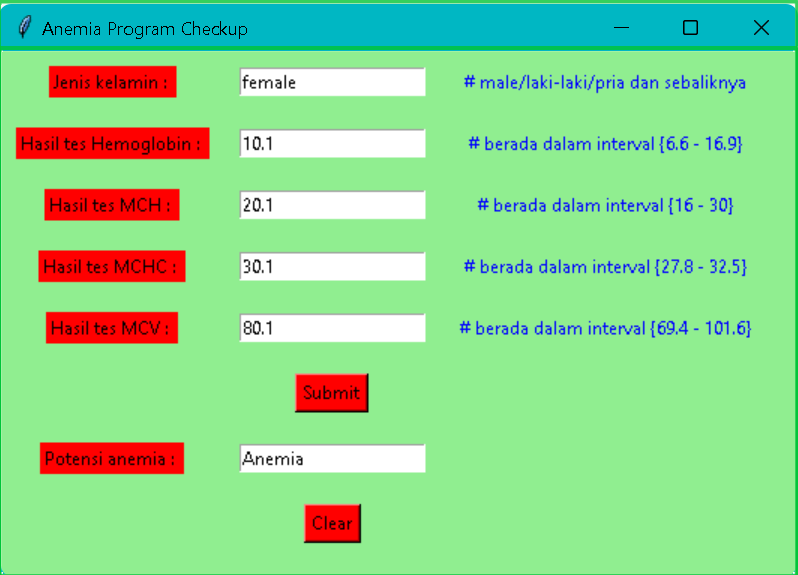 Anemia Program Checkup
Jenis kelamin : female # male/laki-laki/pria dan sebaliknya
Hasil tes Hemoglobin : 10.1 # berada dalam interval {6.6 - 16.9}
Hasil tes MCH : 20.1 # berada dalam interval {16 - 30}
Hasil tes MCHC : 30.1 # berada dalam interval {27.8 - 32.5}
Hasil tes MCV : 80.1 # berada dalam interval {69.4 - 101.6}
Submit
Potensi anemia : Anemia
Clear